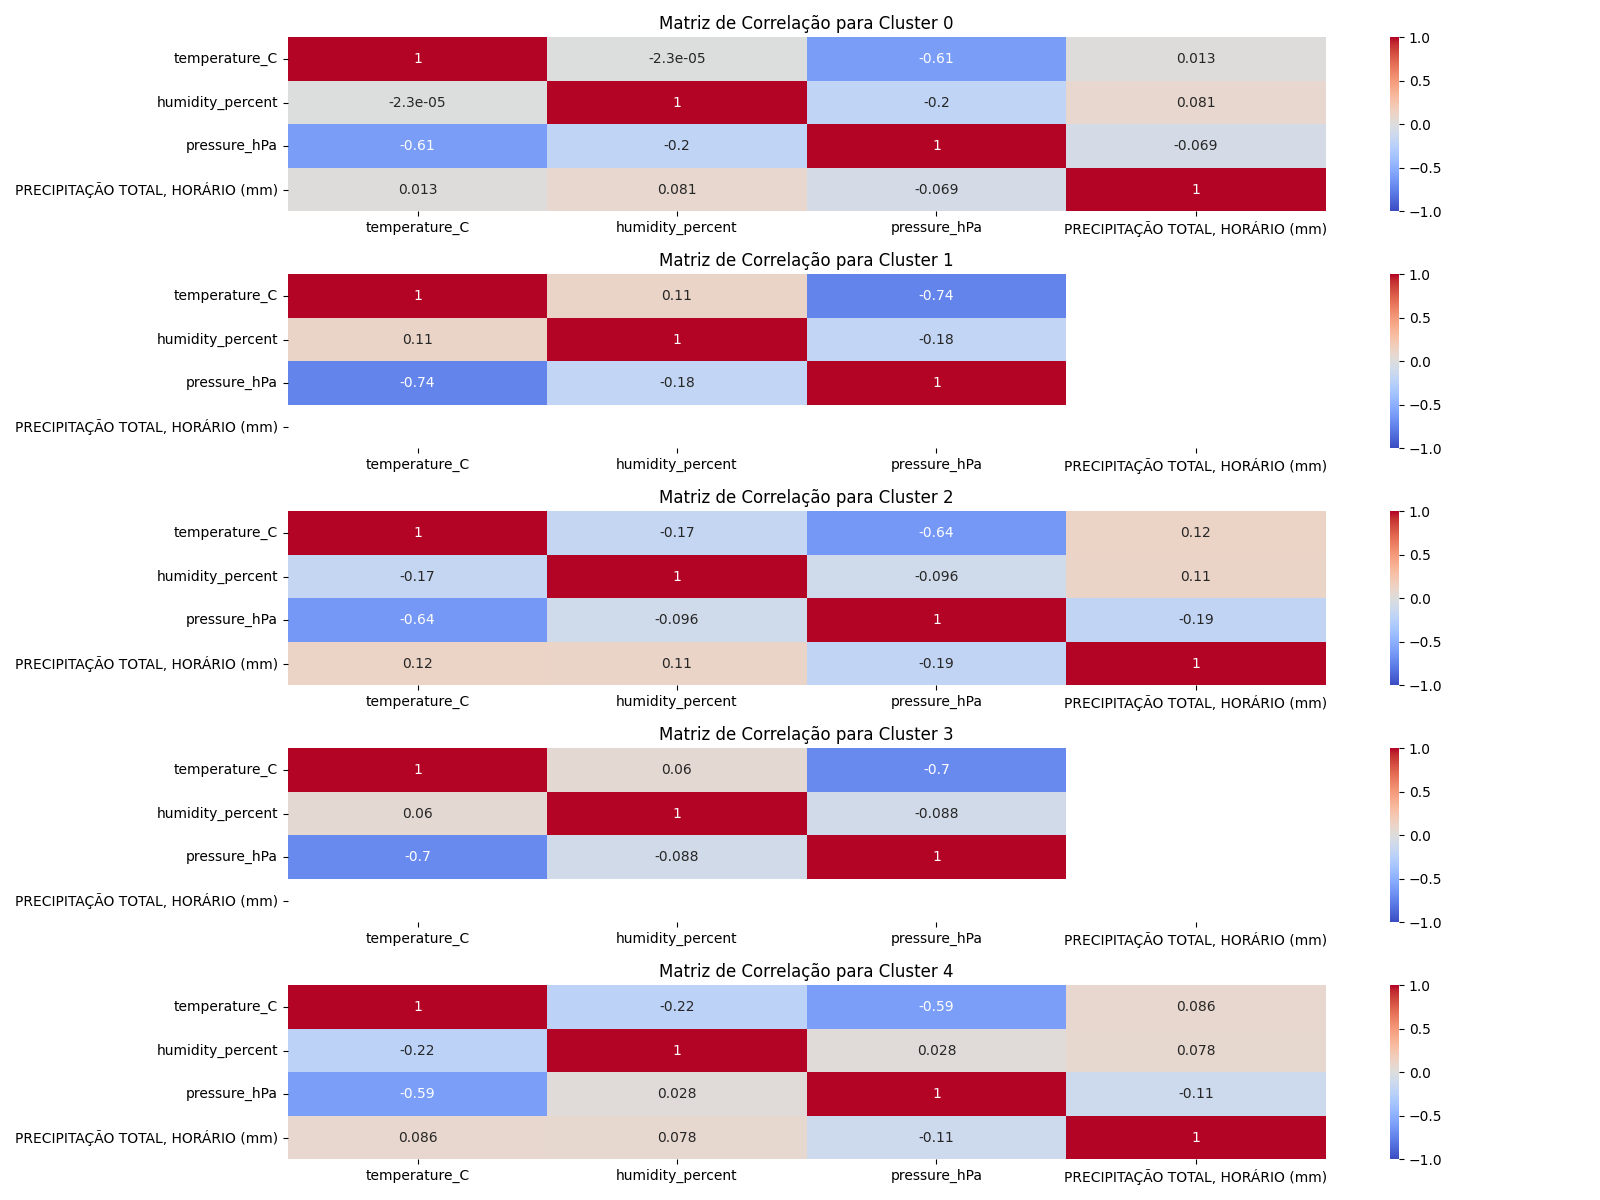 Matriz de Correlação para Cluster 0
temperature_C 1 -2.3e-05 -0.61 0.013
humidity_percent -2.3e-05 1 -0.2 0.081
pressure_hPa -0.61 -0.2 1 -0.069
PRECIPITAÇÃO TOTAL, HORÁRIO (mm) 0.013 0.081 -0.069 1
temperature_C humidity_percent pressure_hPa PRECIPITAÇÃO TOTAL, HORÁRIO (mm)
1.0
0.5
0.0
−0.5
−1.0
Matriz de Correlação para Cluster 1
temperature_C 1 0.11 -0.74
humidity_percent 0.11 1 -0.18
pressure_hPa -0.74 -0.18 1
PRECIPITAÇÃO TOTAL, HORÁRIO (mm)
temperature_C humidity_percent pressure_hPa PRECIPITAÇÃO TOTAL, HORÁRIO (mm)
1.0
0.5
0.0
−0.5
−1.0
Matriz de Correlação para Cluster 2
temperature_C 1 -0.17 -0.64 0.12
humidity_percent -0.17 1 -0.096 0.11
pressure_hPa -0.64 -0.096 1 -0.19
PRECIPITAÇÃO TOTAL, HORÁRIO (mm) 0.12 0.11 -0.19 1
temperature_C humidity_percent pressure_hPa PRECIPITAÇÃO TOTAL, HORÁRIO (mm)
1.0
0.5
0.0
−0.5
−1.0
Matriz de Correlação para Cluster 3
temperature_C 1 0.06 -0.7
humidity_percent 0.06 1 -0.088
pressure_hPa -0.7 -0.088 1
PRECIPITAÇÃO TOTAL, HORÁRIO (mm)
temperature_C humidity_percent pressure_hPa PRECIPITAÇÃO TOTAL, HORÁRIO (mm)
1.0
0.5
0.0
−0.5
−1.0
Matriz de Correlação para Cluster 4
temperature_C 1 -0.22 -0.59 0.086
humidity_percent -0.22 1 0.028 0.078
pressure_hPa -0.59 0.028 1 -0.11
PRECIPITAÇÃO TOTAL, HORÁRIO (mm) 0.086 0.078 -0.11 1
temperature_C humidity_percent pressure_hPa PRECIPITAÇÃO TOTAL, HORÁRIO (mm)
1.0
0.5
0.0
−0.5
−1.0